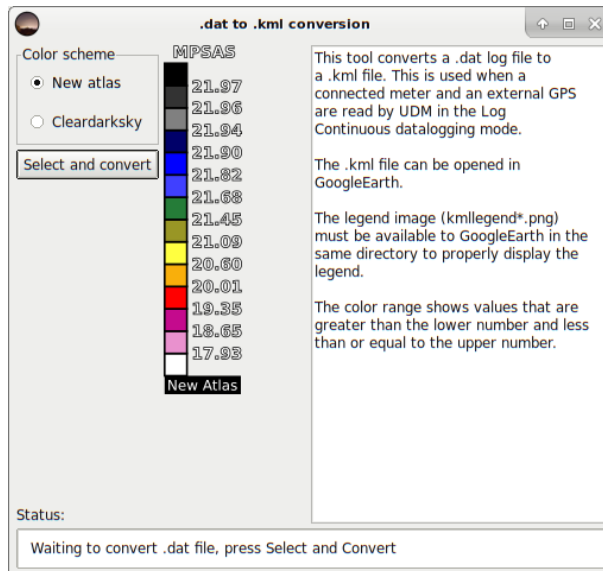 .dat to .kml conversion
Color scheme
New atlas
Cleardarksky
Select and convert
MPSAS
21.97
21.96
21.94
21.90
21.82
21.68
21.45
21.09
20.60
20.01
19.35
18.65
17.93
New Atlas
This tool converts a .dat log file to
a .kml file. This is used when a
connected meter and an external GPS
are read by UDM in the Log
Continuous datalogging mode.
The .kml file can be opened in
GoogleEarth.
The legend image (kmllegend*.png)
must be available to GoogleEarth in the
same directory to properly display the
legend.
The color range shows values that are
greater than the lower number and less
than or equal to the upper number.
Status:
Waiting to convert .dat file, press Select and Convert